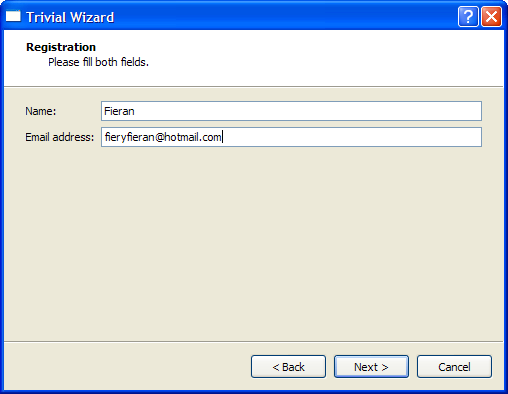 Trivial Wizard
Registration
Please fill both fields.
Name: Fieran
Email address: fieryfieran@hotmail.com
< Back Next > Cancel